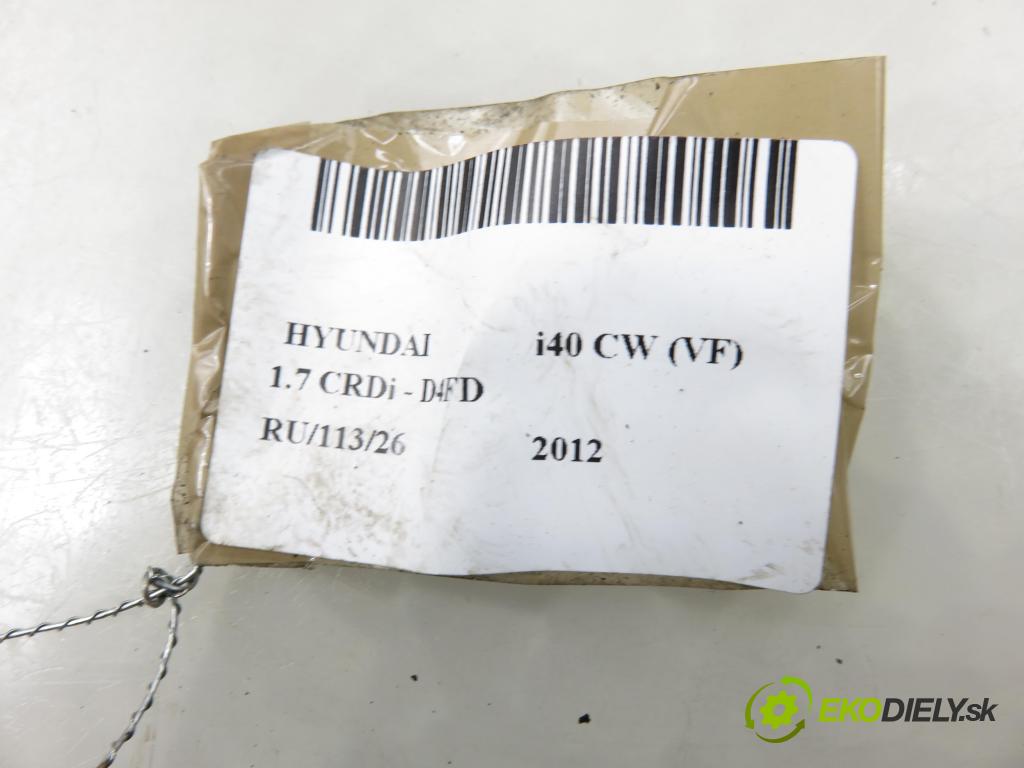 HYUNDAI i40 CW (VF)
1.7 CRDi - D4FD
RU/113/26 2012
EKODIELY.sk